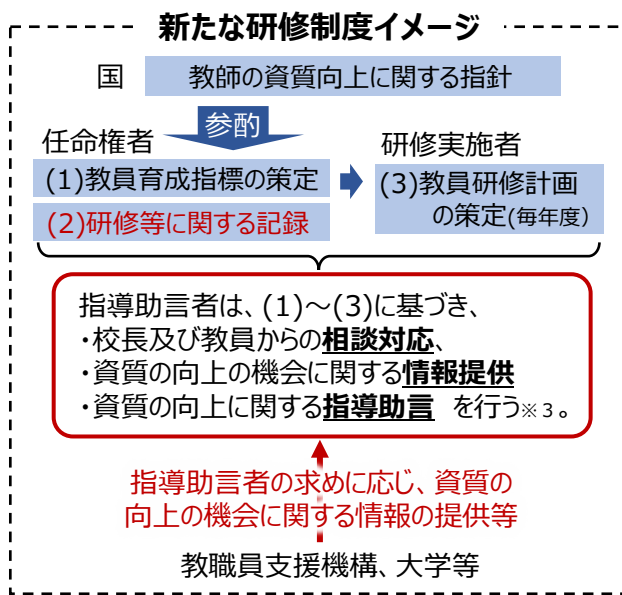 新たな研修制度イメージ
国 教師の資質向上に関する指針
参酌
任命権者
(1)教員育成指標の策定
(2)研修等に関する記録
研修実施者
(3)教員研修計画
の策定(毎年度)
指導助言者は、(1)～(3)に基づき、
・校長及び教員からの相談対応、
・資質の向上の機会に関する情報提供
・資質の向上に関する指導助言 を行う※３。
指導助言者の求めに応じ、資質の
向上の機会に関する情報の提供等
教職員支援機構、大学等